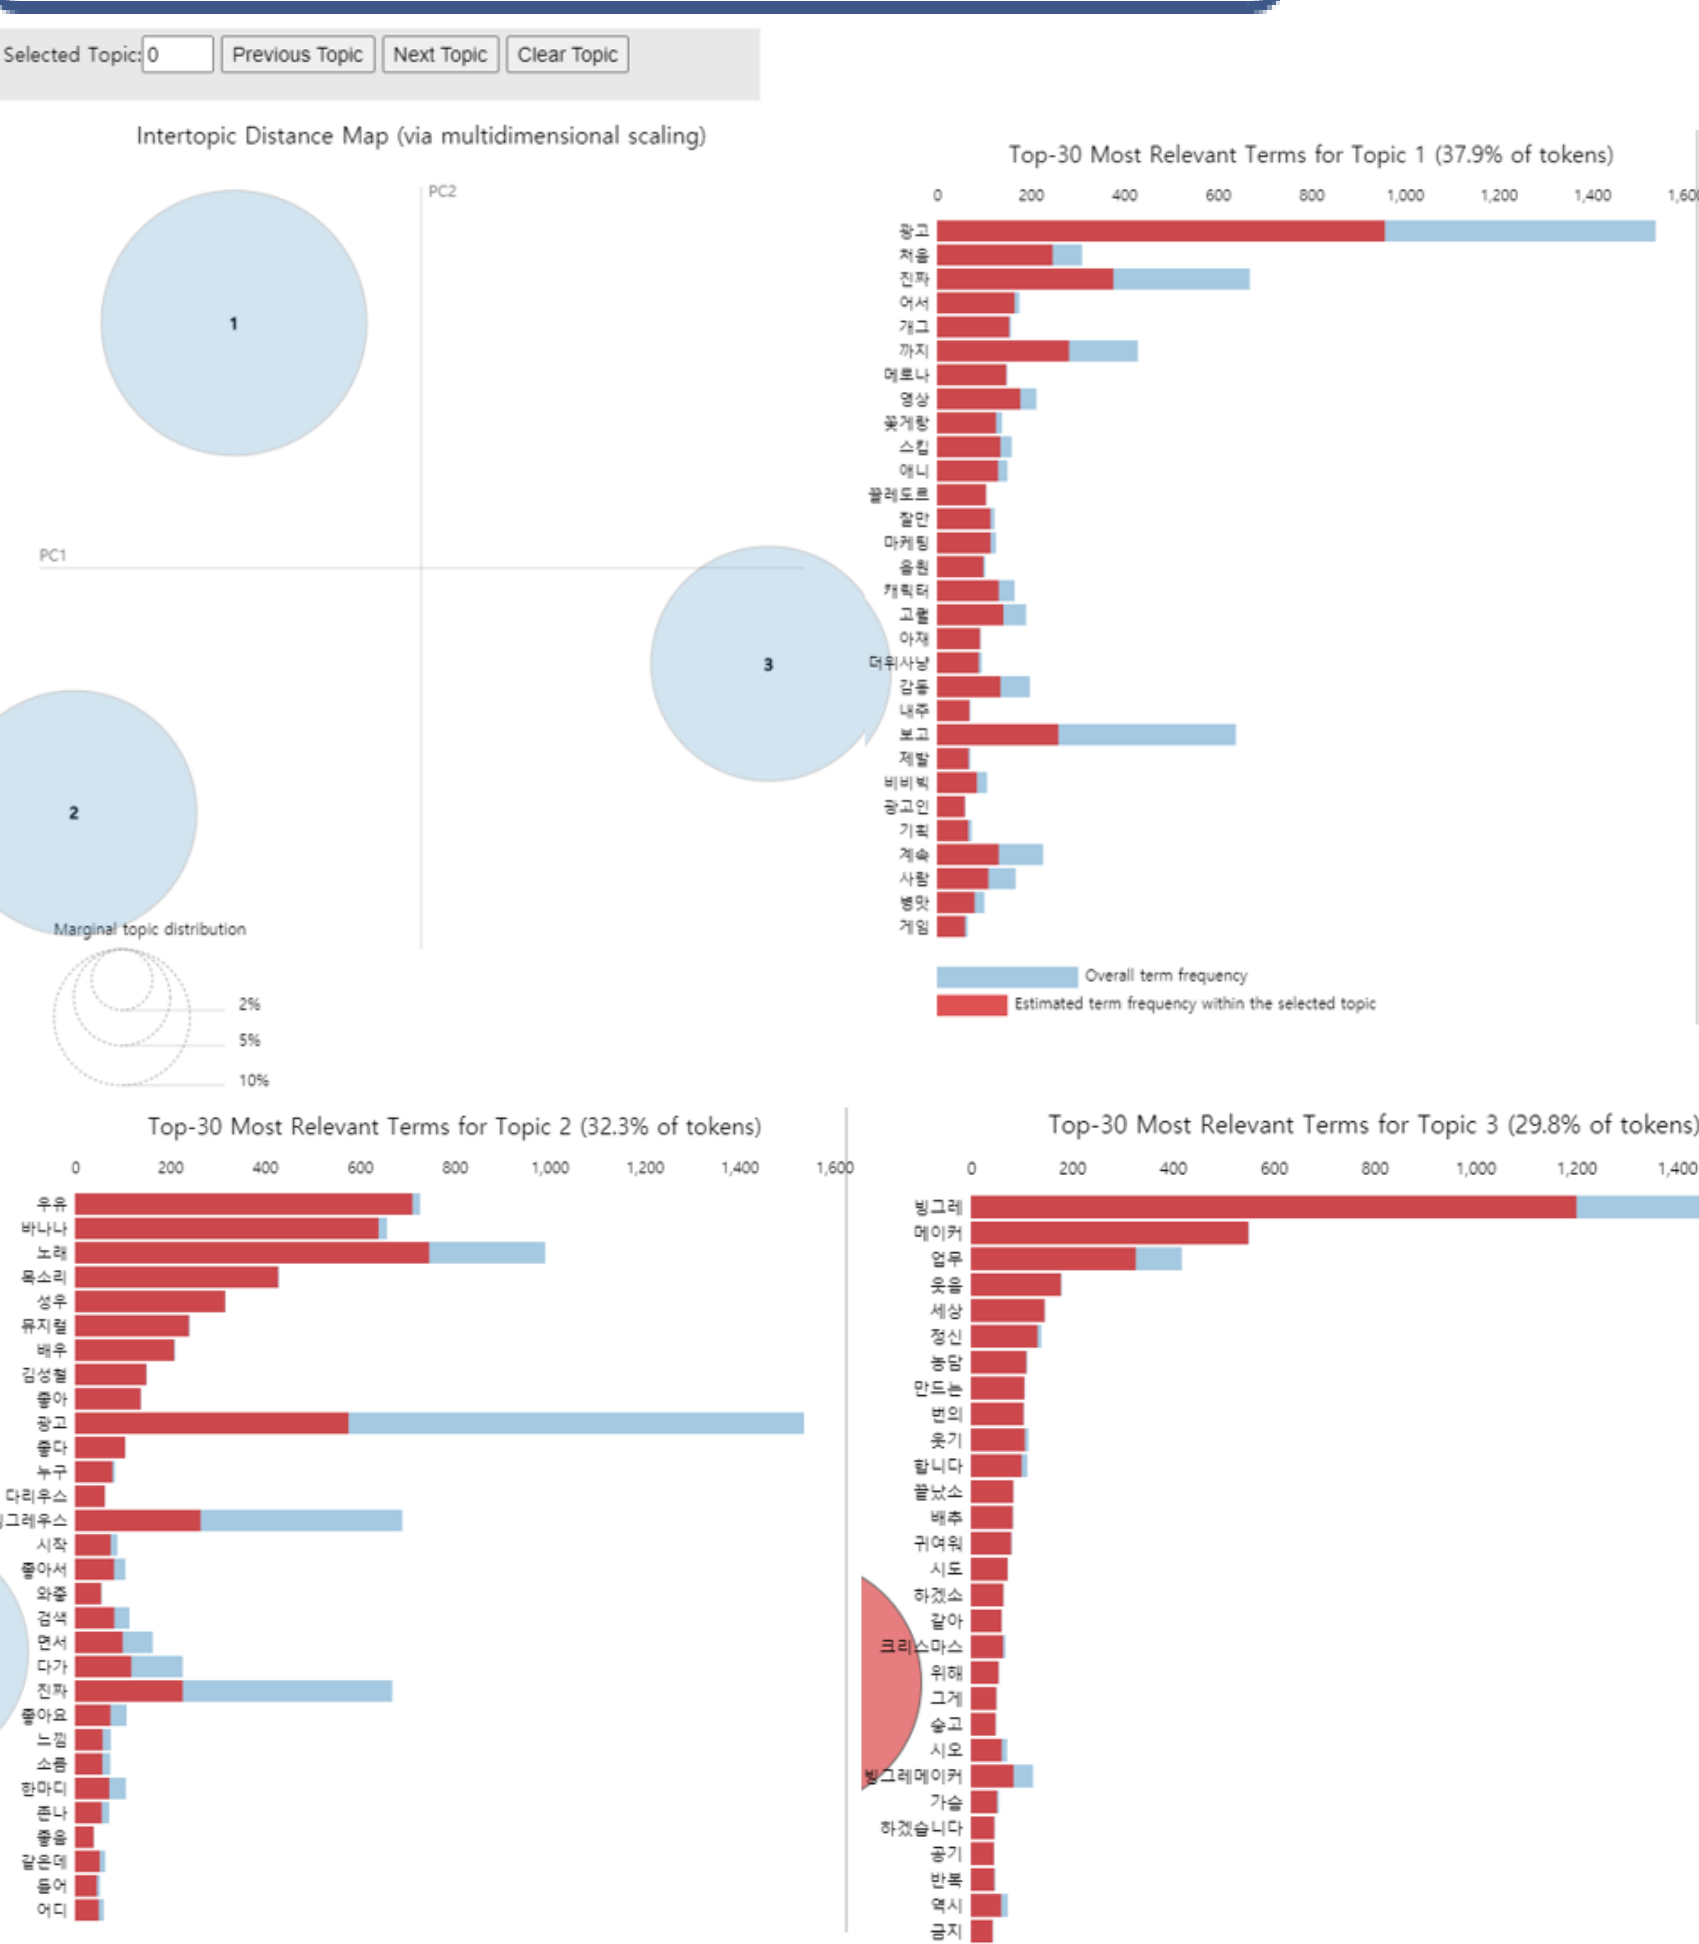 Selected Topic: 0 Previous Topic Next Topic Clear Topic
Intertopic Distance Map (via multidimensional scaling)
PC2
PC1
1
2
3
Marginal topic distribution
2%
5%
10%
Top-30 Most Relevant Terms for Topic 1 (37.9% of tokens)
0 200 400 600 800 1,000 1,200 1,400
광고
처음
진짜
어서
개그
까지
메로나
영상
꽃게랑
스킵
애니
끌레도르
잘만
마케팅
음원
캐릭터
고퀄
아재
더위사냥
감동
내주
보고
제발
비비빅
광고인
기획
계속
사람
병맛
게임
Overall term frequency
Estimated term frequency within the selected topic
Top-30 Most Relevant Terms for Topic 2 (32.3% of tokens)
0 200 400 600 800 1,000 1,200 1,400 1,600
우유
바나나
노래
목소리
성우
뮤지컬
배우
김성철
좋아
광고
좋다
누구
다리우스
그레우스
시작
좋아서
와중
검색
면서
다가
진짜
좋아요
느낌
소름
한마디
존나
좋음
같은데
들어
어디
Top-30 Most Relevant Terms for Topic 3 (29.8% of tokens)
0 200 400 600 800 1,000 1,200 1,400
빙그레
메이커
업무
웃음
세상
정신
농담
만드는
번의
웃기
합니다
끝났소
배추
귀여워
시도
하겠소
같아
크리스마스
위해
그게
숭고
시오
빙그레메이커
가슴
하겠습니다
공기
반복
역시
금지